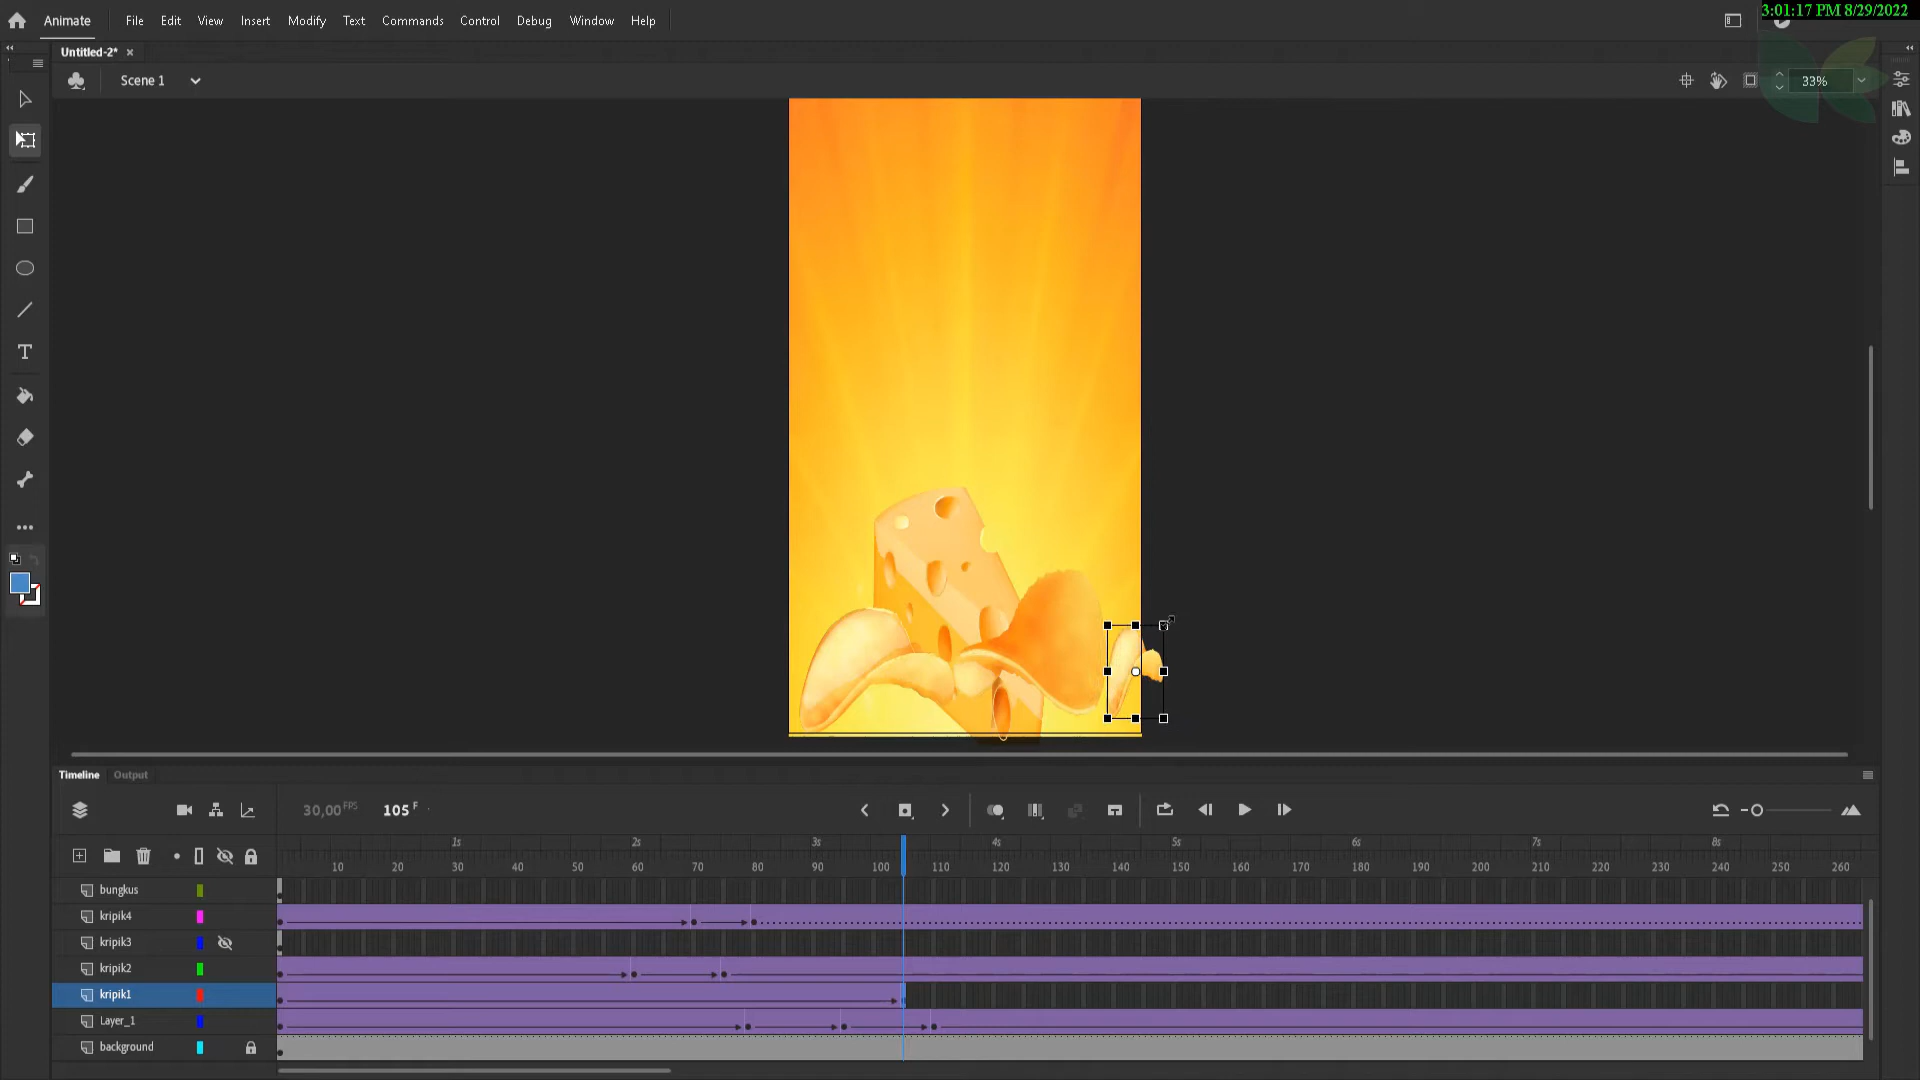 3:01:17 PM 8/29/2022
Animate File Edit View Insert Modify Text Commands Control Debug Window Help
Untitled-2* ×
Scene 1
33%
Timeline Output
30,00 FPS 105 F
1s 2s 3s 4s 5s 6s 7s 8s
10 20 30 40 50 60 70 80 90 100 110 120 130 140 150 160 170 180 190 200 210 220 230 240 250 260
bungkus
kripik4
kripik3
kripik2
kripik1
Layer_1
background